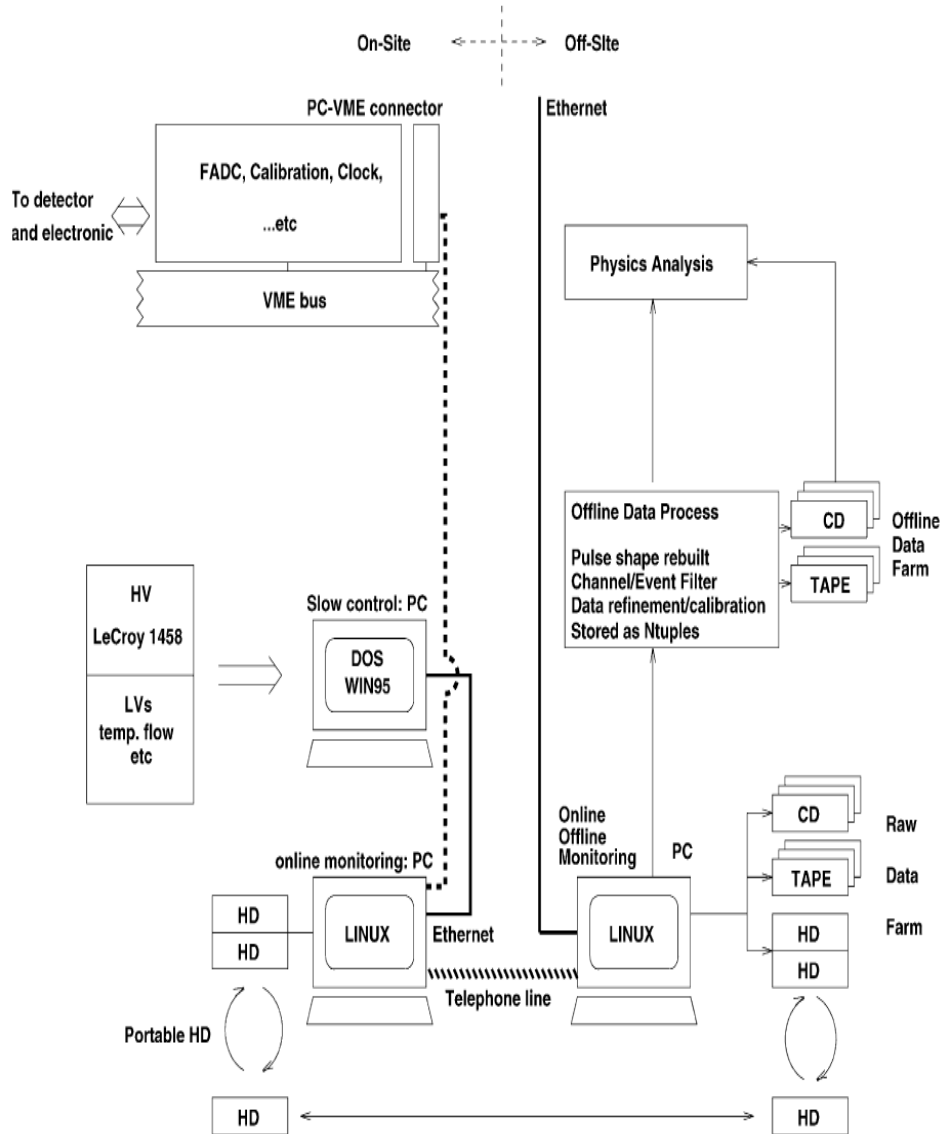 On-Site
Off-SIte
PC-VME connector
Ethernet
FADC, Calibration, Clock,
...etc
To detector
and electronic
VME bus
Physics Analysis
Offline Data Process
Pulse shape rebuilt
Channel/Event Filter
Data refinement/calibration
Stored as Ntuples
CD
TAPE
Offline
Data
Farm
HV
LeCroy 1458
LVs
temp. flow
etc
Slow control: PC
DOS
WIN95
online monitoring: PC
HD
HD
LINUX
Ethernet
Telephone line
Online
Offline
Monitoring
PC
LINUX
CD
TAPE
HD
HD
Raw
Data
Farm
Portable HD
HD
HD